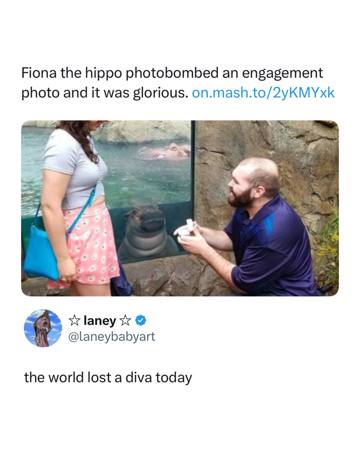 Fiona the hippo photobombed an engagement
photo and it was glorious. on.mash.to/2yKMYxk
☆ laney ☆
@laneybabyart
the world lost a diva today